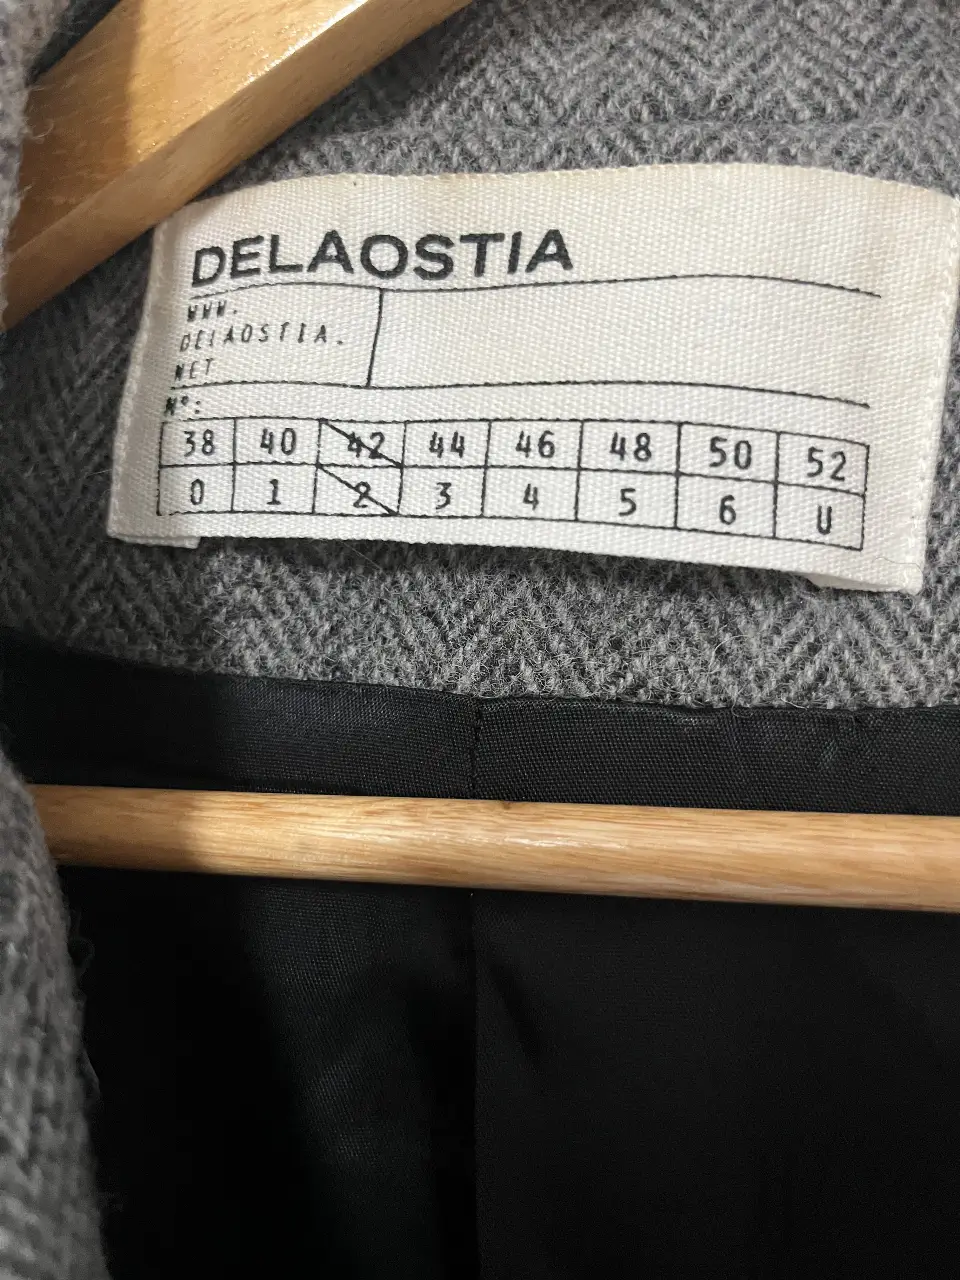 DELAOSTIA
WWW.
DELAOSTIA.
NET
Nº:
38 40 42 44 46 48 50 52
0 1 2 3 4 5 6 U